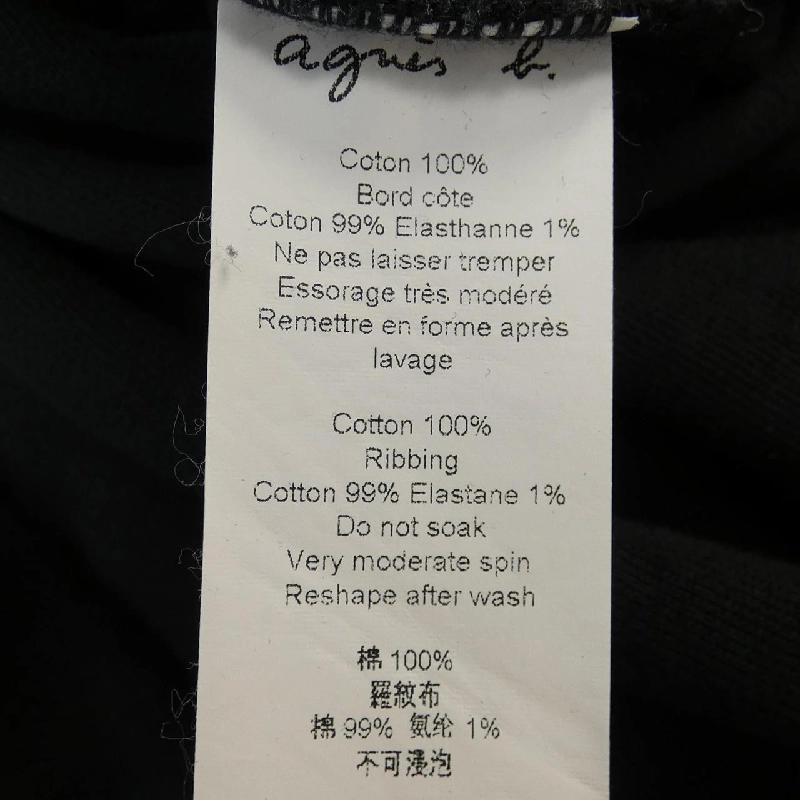 agnès b.
Coton 100%
Bord côte
Coton 99% Elasthanne 1%
Ne pas laisser tremper
Essorage très modéré
Remettre en forme après
lavage
Cotton 100%
Ribbing
Cotton 99% Elastane 1%
Do not soak
Very moderate spin
Reshape after wash
棉 100%
羅紋布
棉 99% 氨纶 1%
不可浸泡